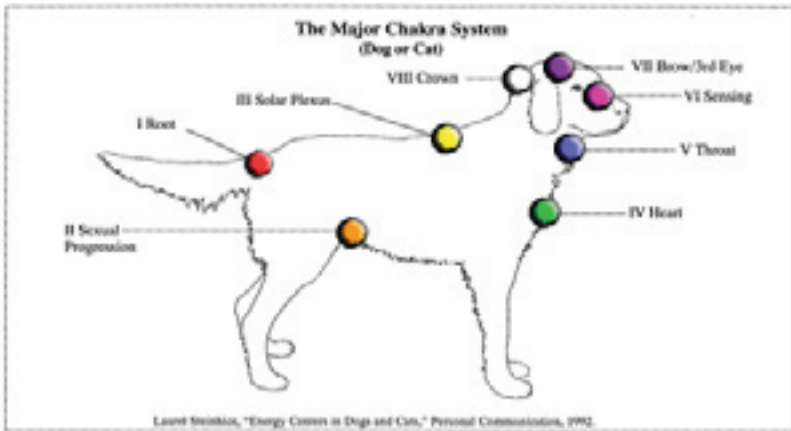 The Major Chakra System
(Dog or Cat)
VIII Crown
VII Brow/3rd Eye
VI Sensing
III Solar Plexus
I Root
V Throat
IV Heart
II Sexual
Progression
Laurel "Energy Centers in Dogs and Cats," Personal Communication, 1992.